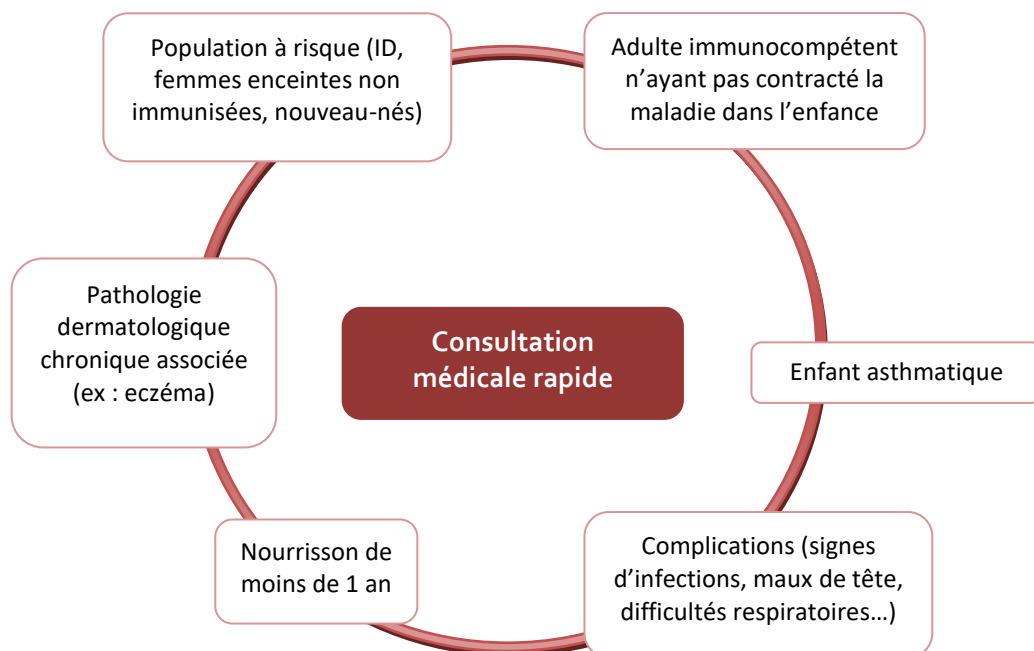 Population à risque (ID,
femmes enceintes non
immunisées, nouveau-nés)
Adulte immunocompétent
n’ayant pas contracté la
maladie dans l’enfance
Pathologie
dermatologique
chronique associée
(ex : eczéma)
Consultation
médicale rapide
Enfant asthmatique
Nourrisson de
moins de 1 an
Complications (signes
d’infections, maux de tête,
difficultés respiratoires…)